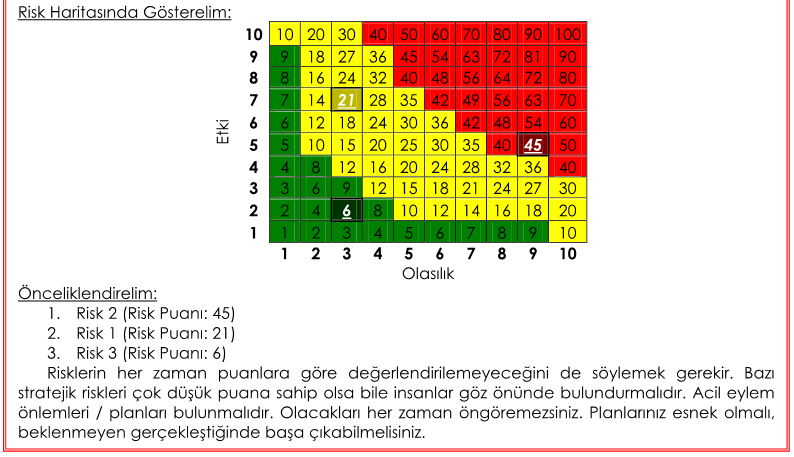 Risk Haritasında Gösterelim:
10 10 20 30 40 50 60 70 80 90 100
9 9 18 27 36 45 54 63 72 81 90
8 8 16 24 32 40 48 56 64 72 80
7 7 14 21 28 35 42 49 56 63 70
6 6 12 18 24 30 36 42 48 54 60
5 5 10 15 20 25 30 35 40 45 50
4 4 8 12 16 20 24 28 32 36 40
3 3 6 9 12 15 18 21 24 27 30
2 2 4 6 8 10 12 14 16 18 20
1 1 2 3 4 5 6 7 8 9 10
Etki
1 2 3 4 5 6 7 8 9 10
Olasılık
Önceliklendirelim:
1. Risk 2 (Risk Puanı: 45)
2. Risk 1 (Risk Puanı: 21)
3. Risk 3 (Risk Puanı: 6)
Risklerin her zaman puanlara göre değerlendirilemeyeceğini de söylemek gerekir. Bazı
stratejik riskleri çok düşük puana sahip olsa bile insanlar göz önünde bulundurmalıdır. Acil eylem
önlemleri / planları bulunmalıdır. Olacakları her zaman öngöremezsiniz. Planlarınız esnek olmalı,
beklenmeyen gerçekleştiğinde başa çıkabilmelisiniz.